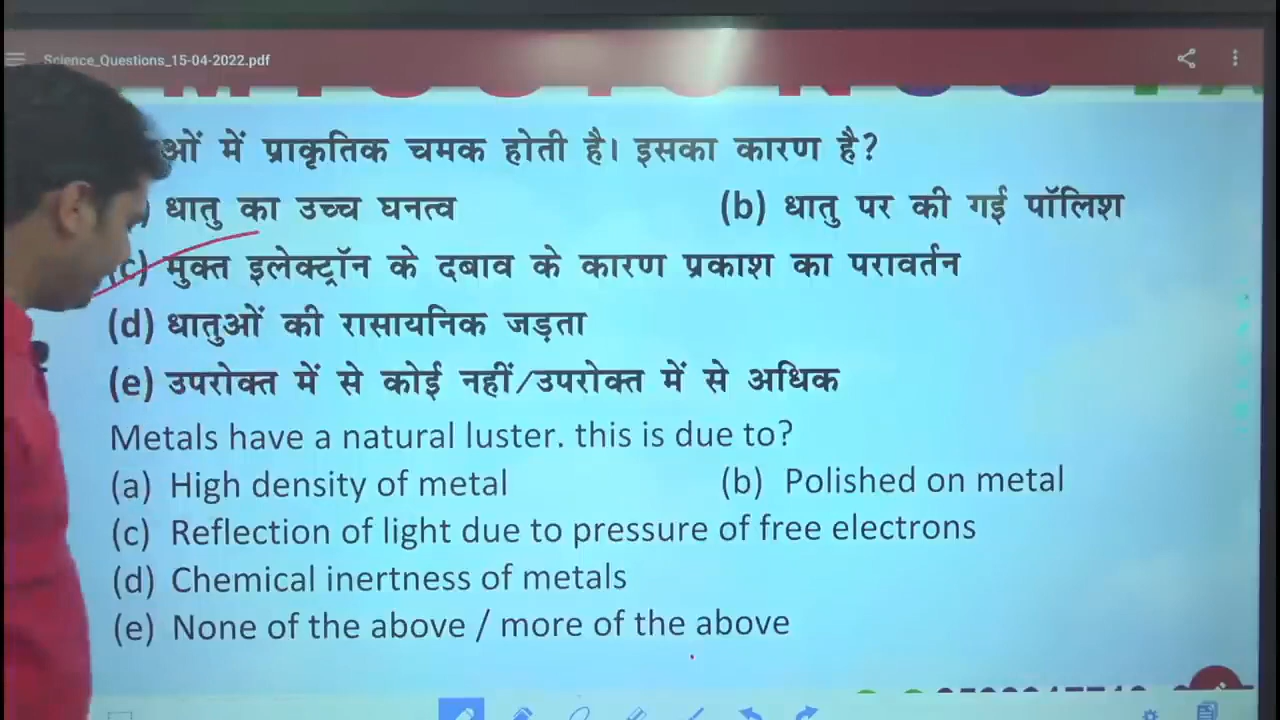 Science_Questions_15-04-2022.pdf
में प्राकृतिक चमक होती है। इसका कारण है?
धातु का उच्च घनत्व (b) धातु पर की गई पॉलिश
(c) मुक्त इलेक्ट्रॉन के दबाव के कारण प्रकाश का परावर्तन
(d) धातुओं की रासायनिक जड़ता
(e) उपरोक्त में से कोई नहीं/उपरोक्त में से अधिक
Metals have a natural luster. this is due to?
(a) High density of metal (b) Polished on metal
(c) Reflection of light due to pressure of free electrons
(d) Chemical inertness of metals
(e) None of the above / more of the above